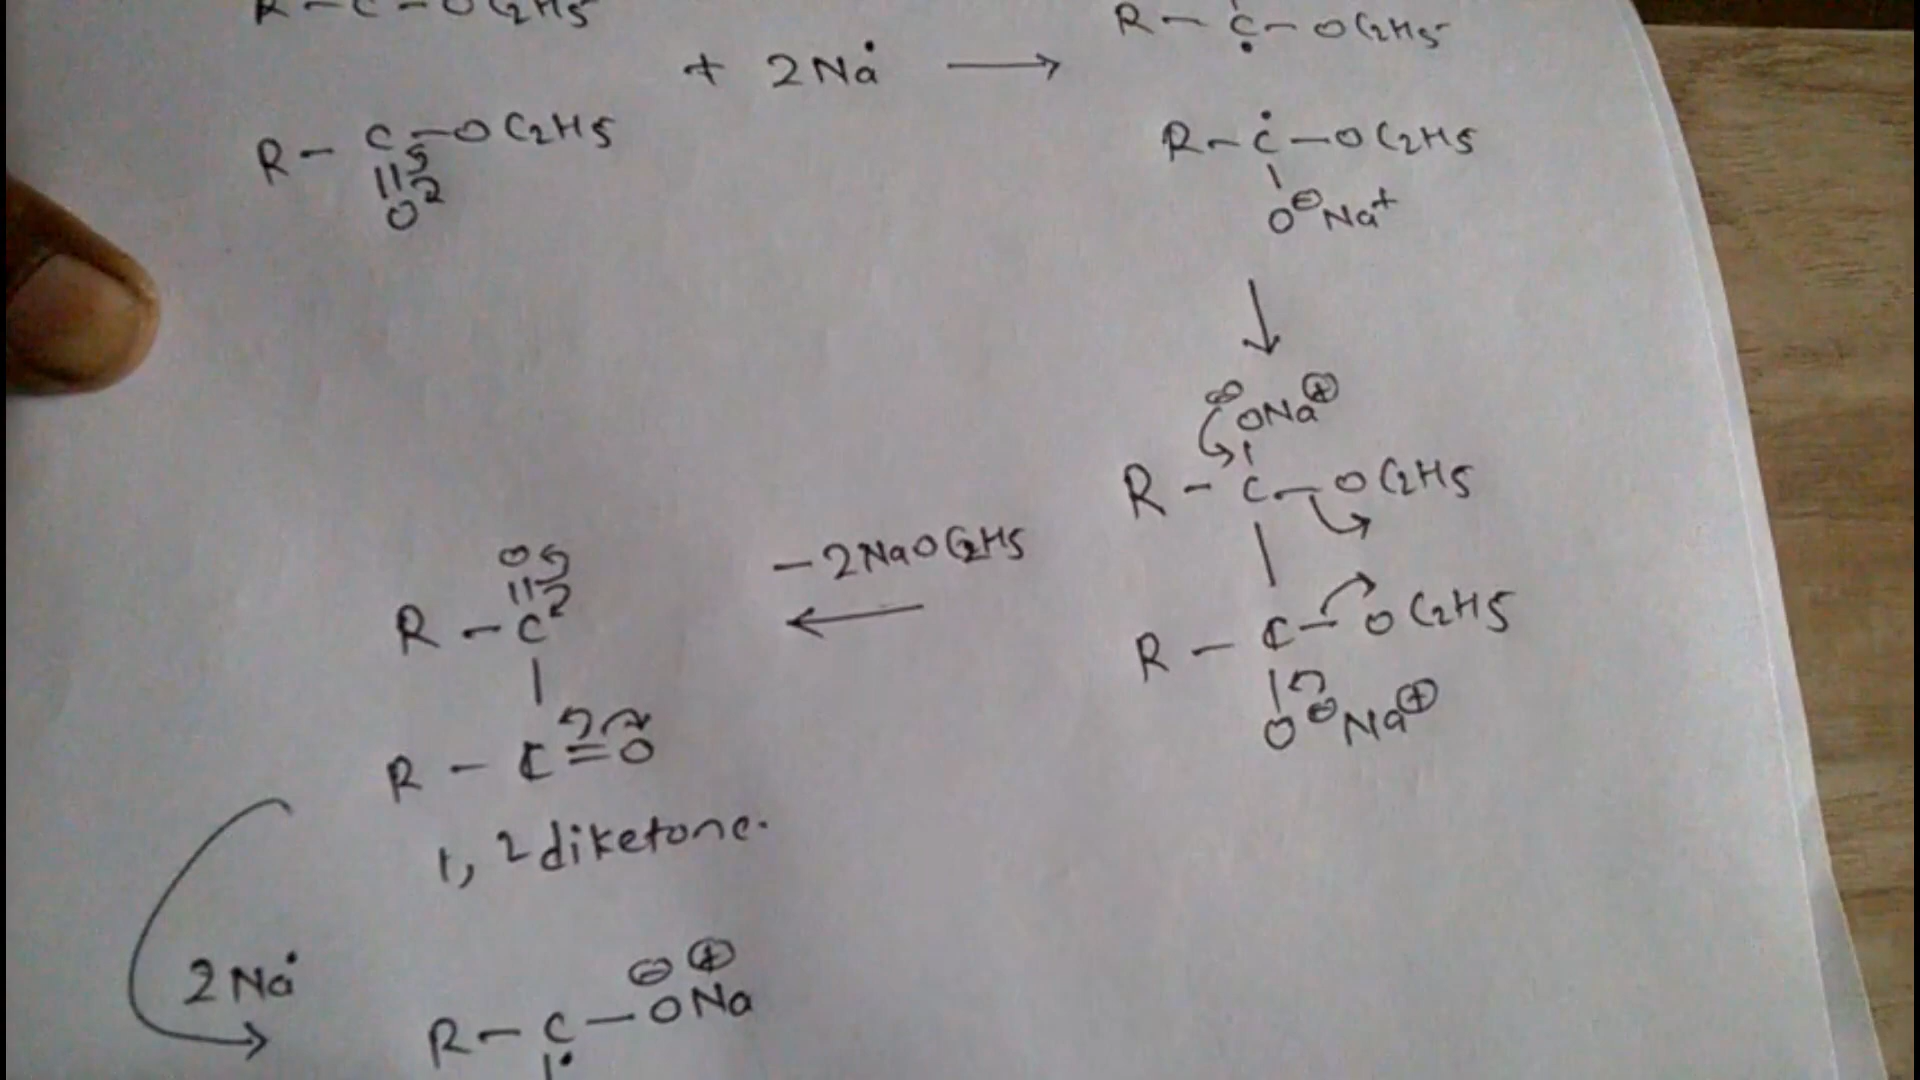 R - C - OC2H5
R - C - OC2H5
+ 2Na →
R - C - OC2H5
||
O
R - C - OC2H5
O⊖Na+
↓
⊖ONa⊕
R - C - OC2H5
|
R - C - OC2H5
|
O⊖Na⊕
- 2NaOC2H5
←
O
||
R - C
|
R - C = O
1, 2 diketone.
2Na
⊖ ⊕
R - C - ONa